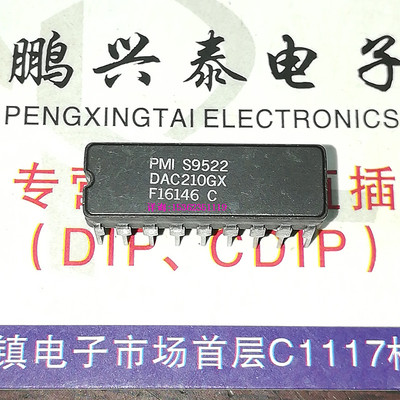 鹏兴泰电子
PENGXINGTAI ELECTRONICS
PMI S9522
DAC210GX
F16146 C
专营 插
(DIP、CDIP)
镇电子市场首层C1117